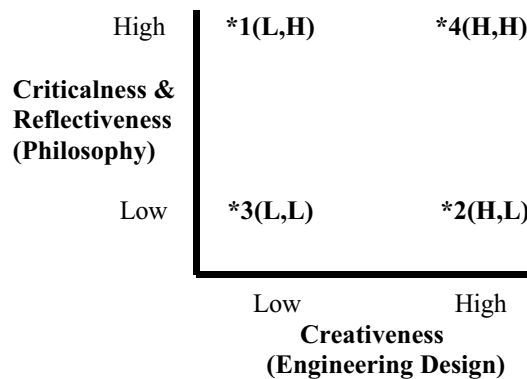 High *1(L,H) *4(H,H)
Criticalness &
Reflectiveness
(Philosophy)
Low *3(L,L) *2(H,L)
Low High
Creativeness
(Engineering Design)